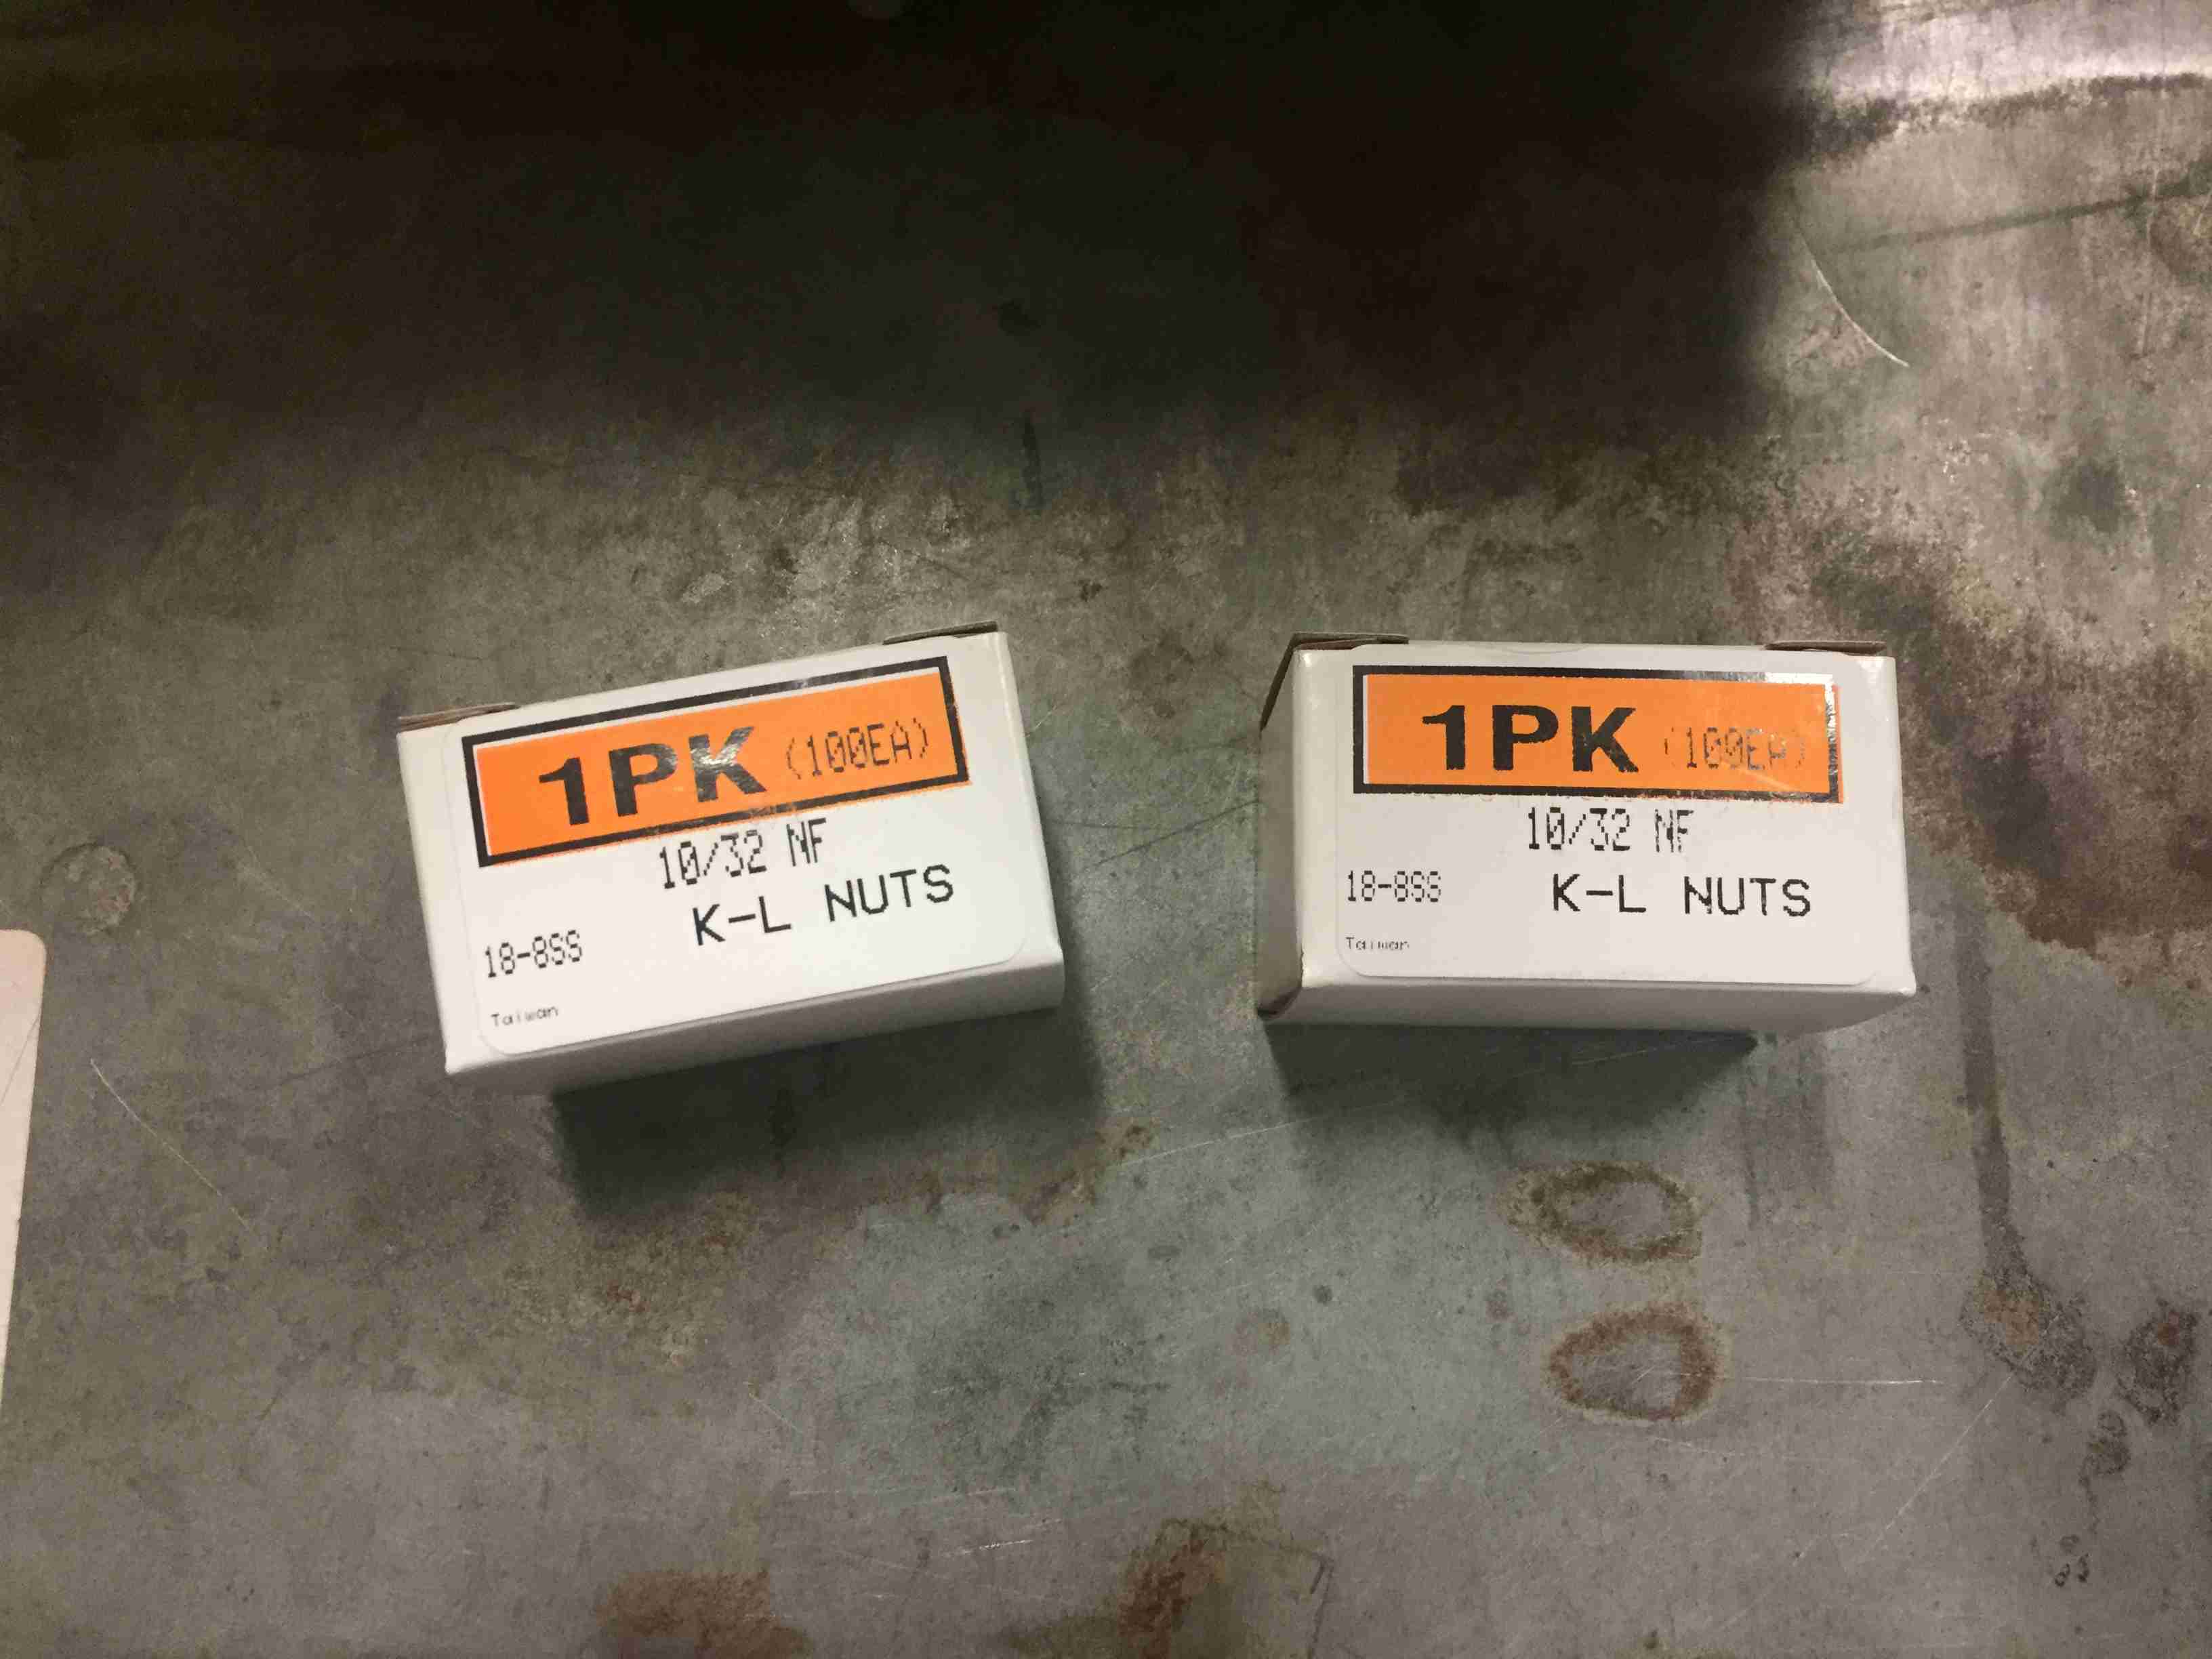 1PK (100EA)
10/32 NF
K-L NUTS
18-8SS
Taiwan
1PK (100EA)
10/32 NF
18-8SS K-L NUTS
Taiwan